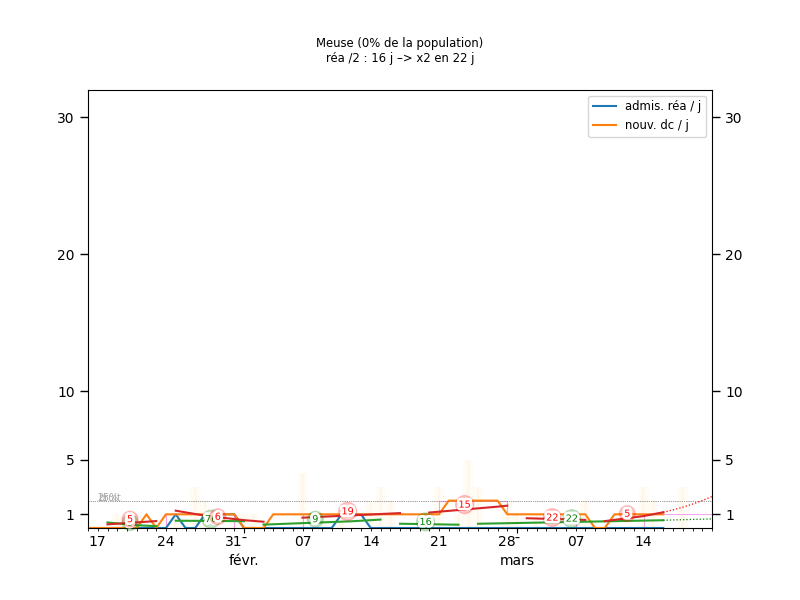 Meuse (0% de la population)
réa /2 : 16 j –> x2 en 22 j
admis. réa / j
nouv. dc / j
30 30
20 20
10 10
5 5
1 1
5 7 6 9 19 16 15 22 22 5
17 24 31 07 14 21 28 07 14
févr. mars